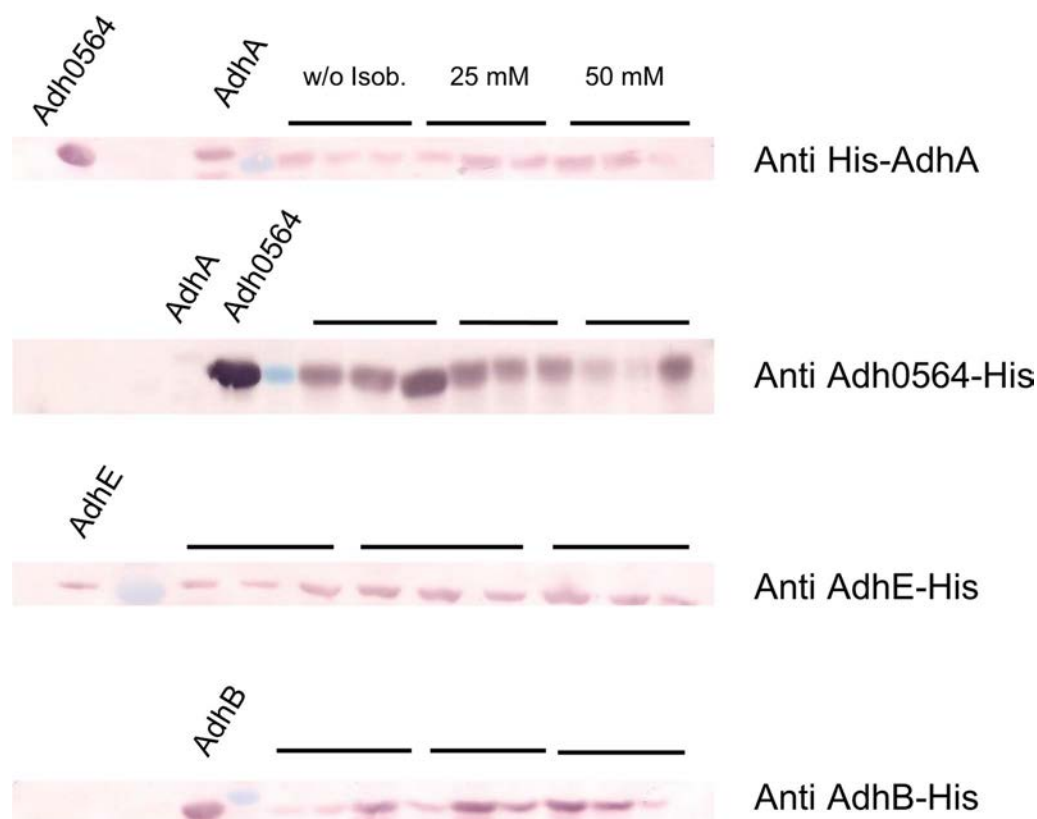 Adh0564
AdhA
w/o Isob.
25 mM
50 mM
Anti His-AdhA
AdhA
Adh0564
Anti Adh0564-His
AdhE
Anti AdhE-His
AdhB
Anti AdhB-His